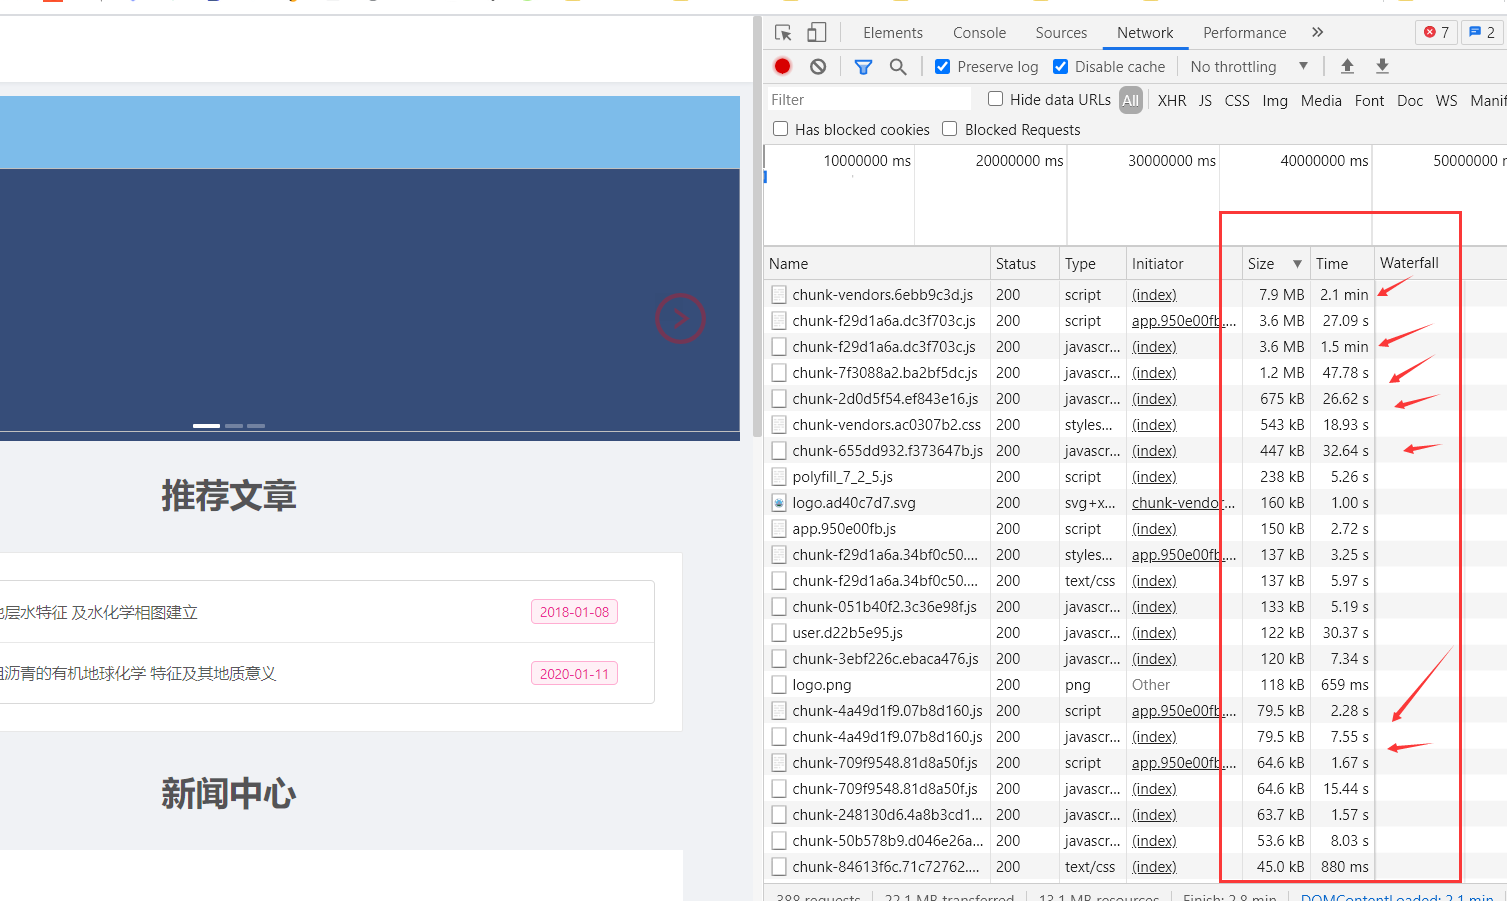 Elements Console Sources Network Performance » 7 2
Preserve log Disable cache No throttling
Filter Hide data URLs All XHR JS CSS Img Media Font Doc WS Manif
Has blocked cookies Blocked Requests
10000000 ms 20000000 ms 30000000 ms 40000000 ms 50000000
Name Status Type Initiator Size Time Waterfall
chunk-vendors.6ebb9c3d.js 200 script (index) 7.9 MB 2.1 min
chunk-f29d1a6a.dc3f703c.js 200 script app.950e00fb.... 3.6 MB 27.09 s
chunk-f29d1a6a.dc3f703c.js 200 javascr... (index) 3.6 MB 1.5 min
chunk-7f3088a2.ba2bf5dc.js 200 javascr... (index) 1.2 MB 47.78 s
chunk-2d0d5f54.ef843e16.js 200 javascr... (index) 675 kB 26.62 s
chunk-vendors.ac0307b2.css 200 styles... (index) 543 kB 18.93 s
chunk-655dd932.f373647b.js 200 javascr... (index) 447 kB 32.64 s
polyfill_7_2_5.js 200 script (index) 238 kB 5.26 s
logo.ad40c7d7.svg 200 svg+x... chunk-vendor... 160 kB 1.00 s
app.950e00fb.js 200 script (index) 150 kB 2.72 s
chunk-f29d1a6a.34bf0c50.... 200 styles... app.950e00fb.... 137 kB 3.25 s
chunk-f29d1a6a.34bf0c50.... 200 text/css (index) 137 kB 5.97 s
chunk-051b40f2.3c36e98f.js 200 javascr... (index) 133 kB 5.19 s
user.d22b5e95.js 200 javascr... (index) 122 kB 30.37 s
chunk-3ebf226c.ebaca476.js 200 javascr... (index) 120 kB 7.34 s
logo.png 200 png Other 118 kB 659 ms
chunk-4a49d1f9.07b8d160.js 200 script app.950e00fb.... 79.5 kB 2.28 s
chunk-4a49d1f9.07b8d160.js 200 javascr... (index) 79.5 kB 7.55 s
chunk-709f9548.81d8a50f.js 200 script app.950e00fb.... 64.6 kB 1.67 s
chunk-709f9548.81d8a50f.js 200 javascr... (index) 64.6 kB 15.44 s
chunk-248130d6.4a8b3cd1... 200 javascr... (index) 63.7 kB 1.57 s
chunk-50b578b9.d046e26a... 200 javascr... (index) 53.6 kB 8.03 s
chunk-84613f6c.71c72762.... 200 text/css (index) 45.0 kB 880 ms
388 requests 22.1 MB transferred 13.1 MB resources Finish: 2.8 min DOMContentLoaded: 2.1 min
推荐文章
层水特征 及水化学相图建立 2018-01-08
沥青的有机地球化学 特征及其地质意义 2020-01-11
新闻中心